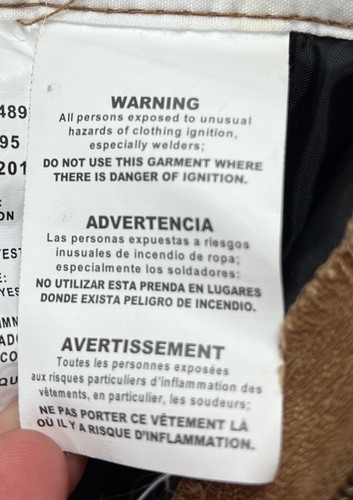 WARNING
All persons exposed to unusual
hazards of clothing ignition,
especially welders;
DO NOT USE THIS GARMENT WHERE
THERE IS DANGER OF IGNITION.
ADVERTENCIA
Las personas expuestas a riesgos
inusuales de incendio de ropa;
especialmente los soldadores:
NO UTILIZAR ESTA PRENDA EN LUGARES
DONDE EXISTA PELIGRO DE INCENDIO.
AVERTISSEMENT
Toutes les personnes exposées
aux risques particuliers d'inflammation des
vêtements, en particulier, les soudeurs;
NE PAS PORTER CE VÊTEMENT LÀ
OÙ IL Y A RISQUE D'INFLAMMATION.
489
95
201